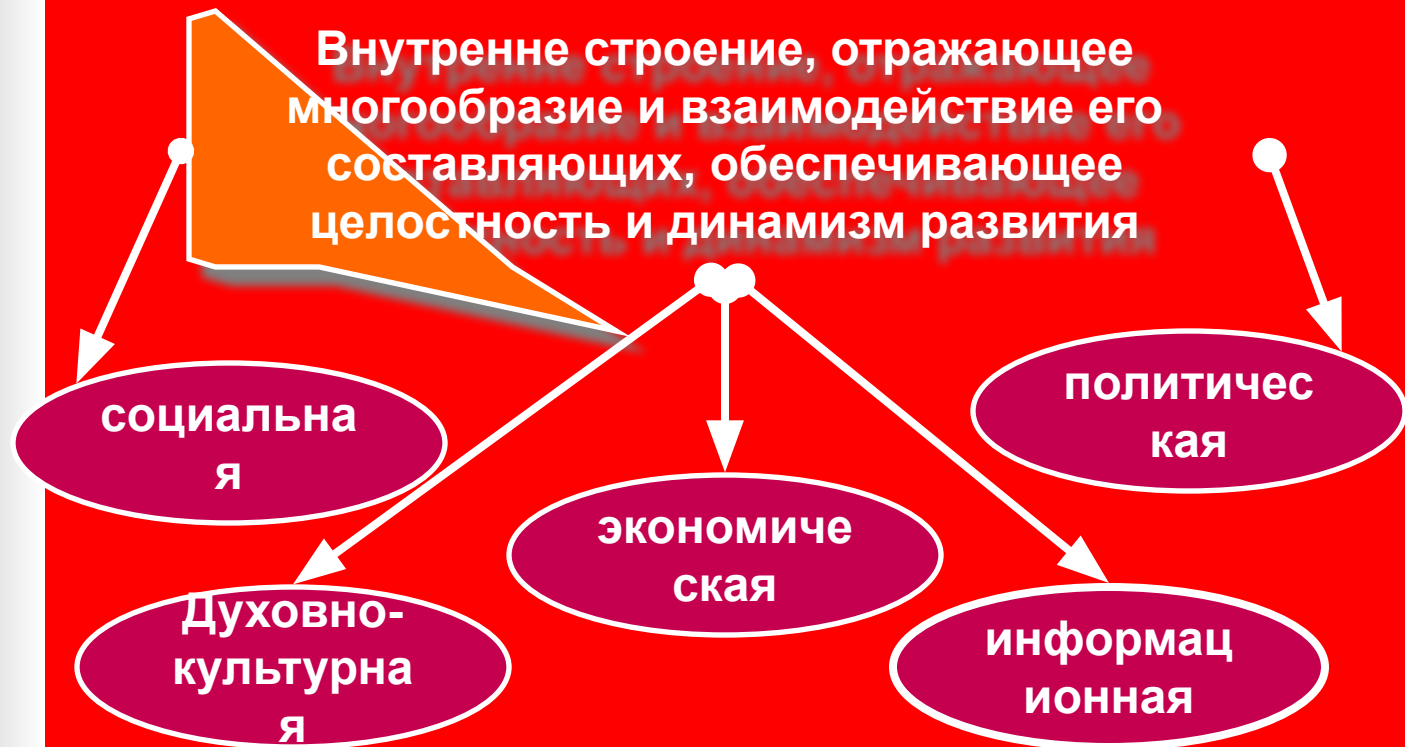 Внутренне строение, отражающее
многообразие и взаимодействие его
составляющих, обеспечивающее
целостность и динамизм развития
социальна
я
политичес
кая
экономиче
ская
Духовно-
культурна
я
информац
ионная